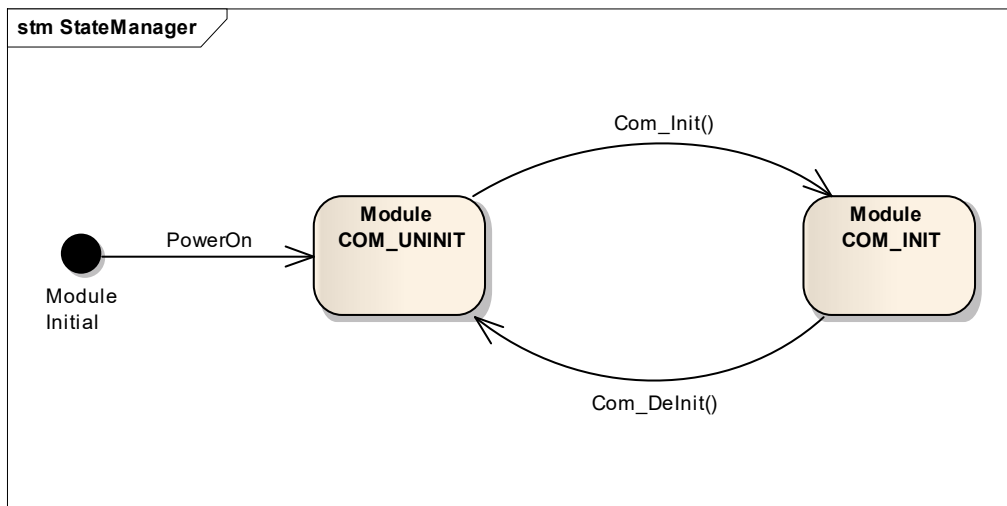 stm StateManager
Com_Init()
Module
COM_UNINIT
Module
COM_INIT
PowerOn
Module
Initial
Com_DeInit()